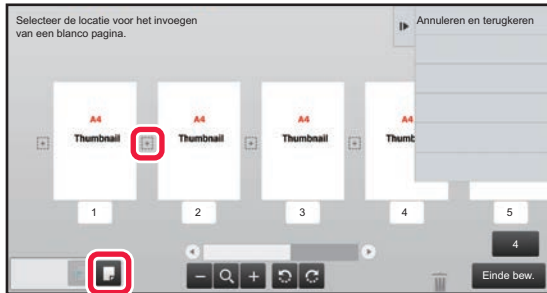 Selecteer de locatie voor het invoegen
van een blanco pagina.
Annuleren en terugkeren
A4 A4 A4 A4
Thumbnail Thumbnail Thumbnail Thumb
1 2 3 4 5
4
Einde bew.